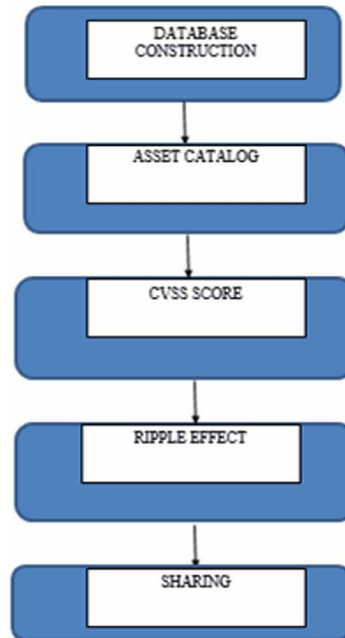 DATABASE
CONSTRUCTION
ASSET CATALOG
CVSS SCORE
RIPPLE EFFECT
SHARING